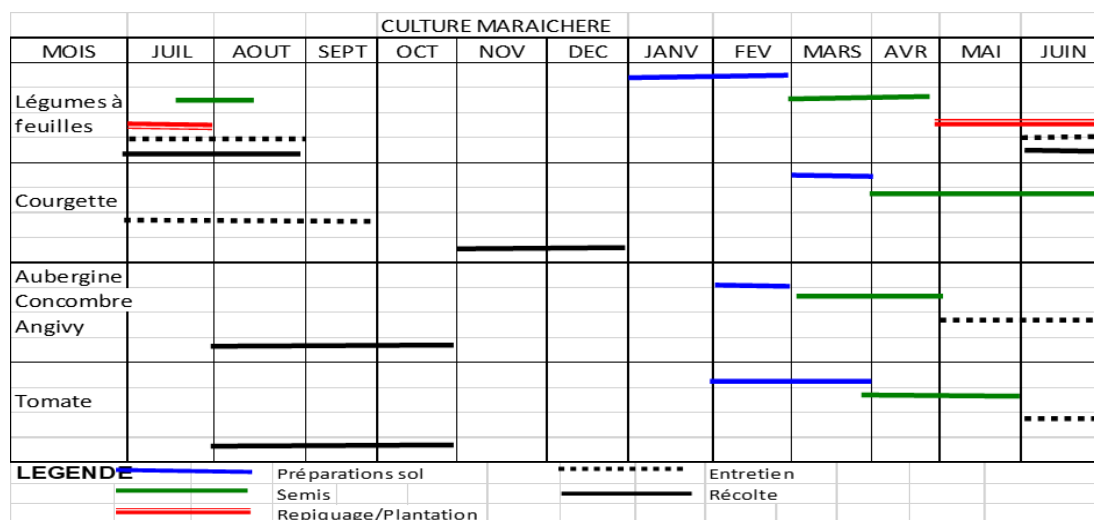 CULTURE MARAICHERE
MOIS JUIL AOUT SEPT OCT NOV DEC JANV FEV MARS AVR MAI JUIN
Légumes à
feuilles
Courgette
Aubergine
Concombre
Angivy
Tomate
LEGENDE Préparations sol Entretien
Semis Récolte
Repiquage/Plantation